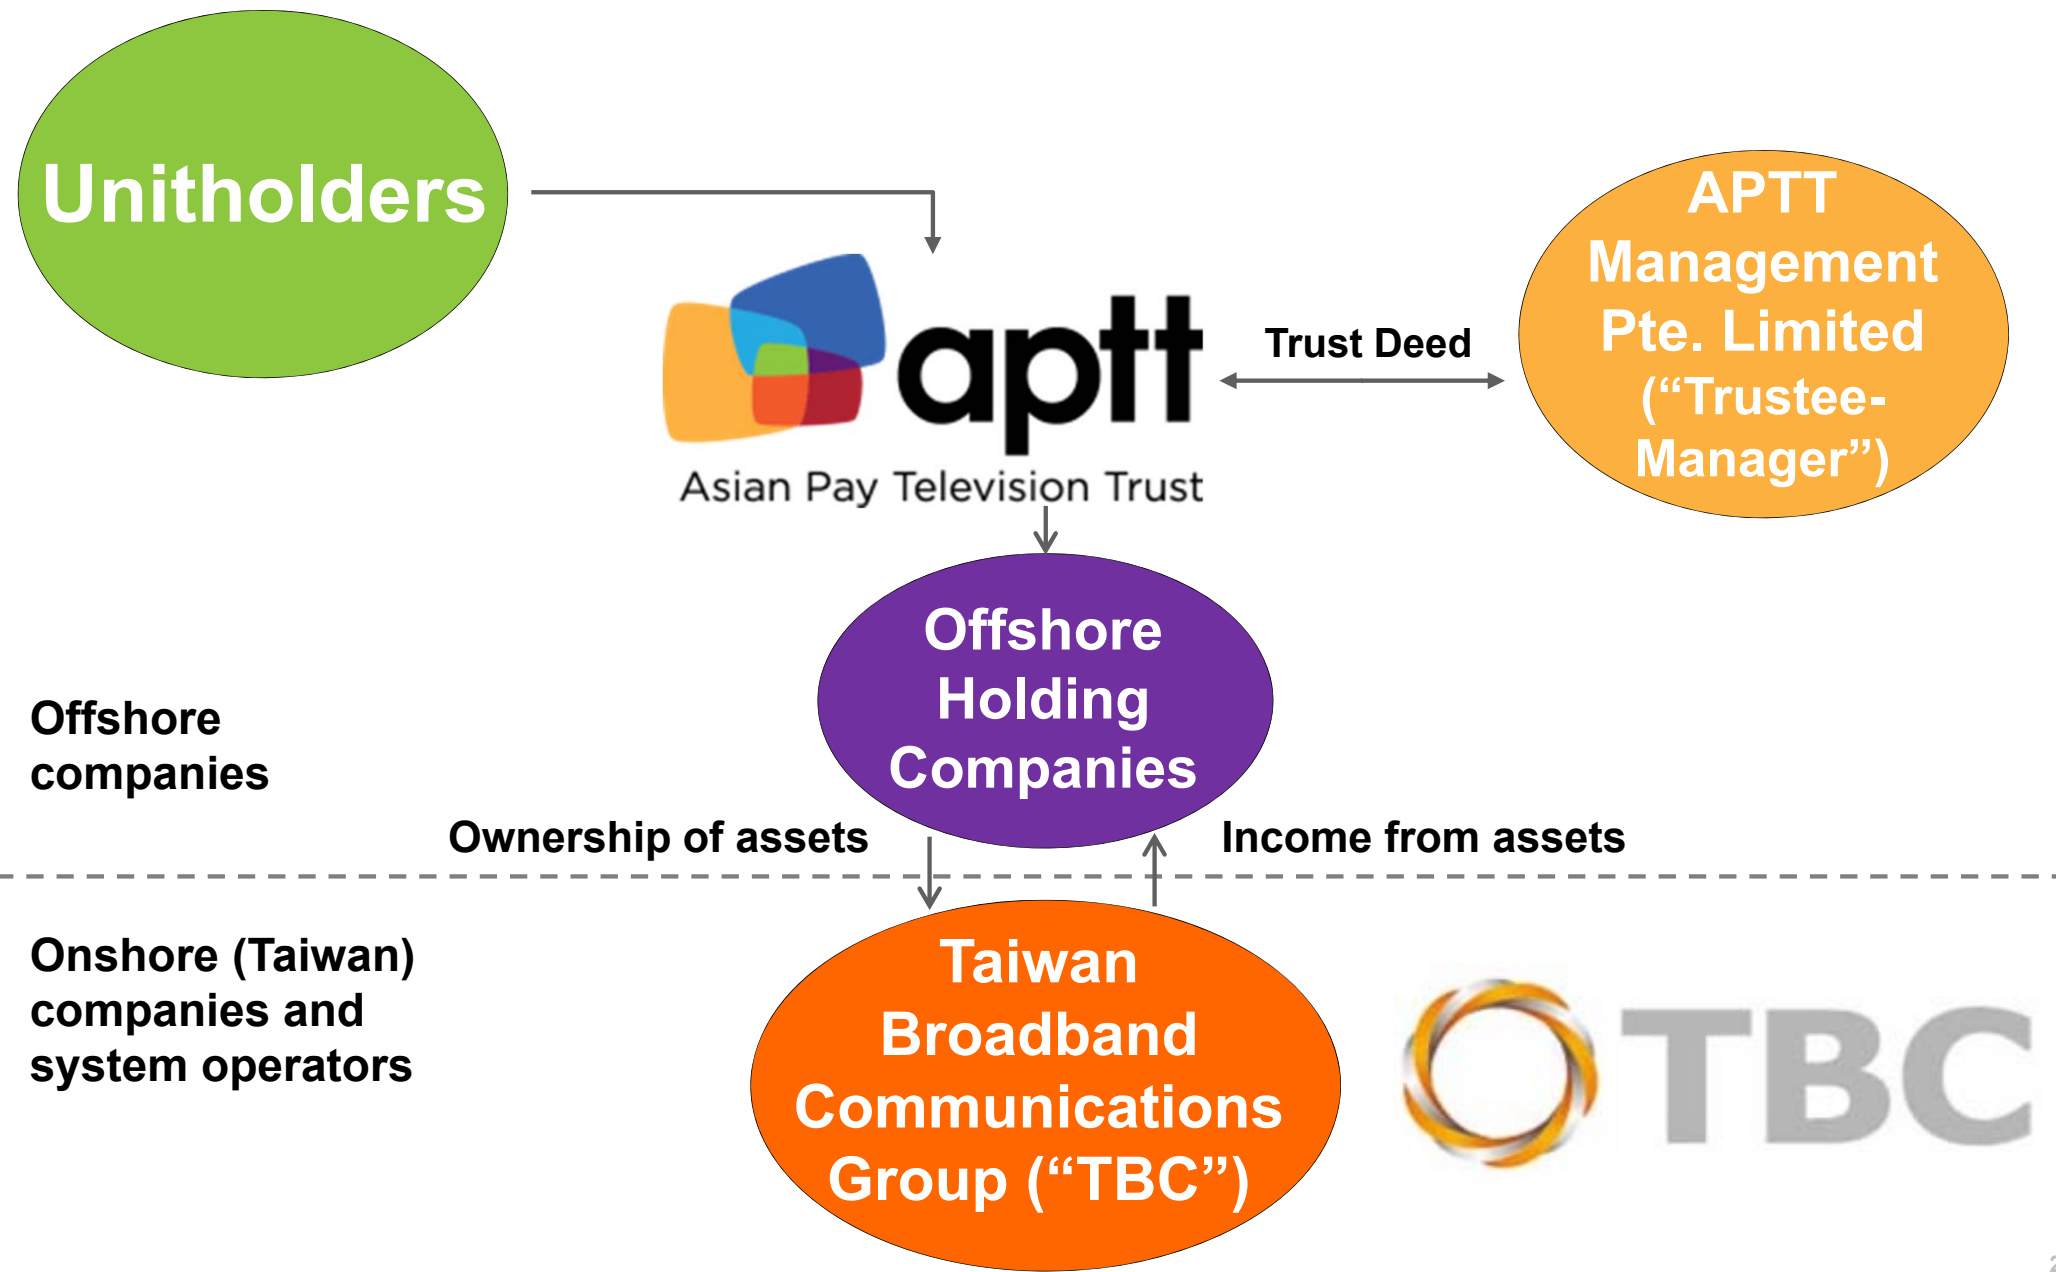 Unitholders
APTT
Management
Pte. Limited
(“Trustee-
Manager”)
aptt
Trust Deed
Asian Pay Television Trust
Offshore
Holding
Companies
Offshore
companies
Ownership of assets
Income from assets
Onshore (Taiwan)
companies and
system operators
Taiwan
Broadband
Communications
Group (“TBC”)
TBC